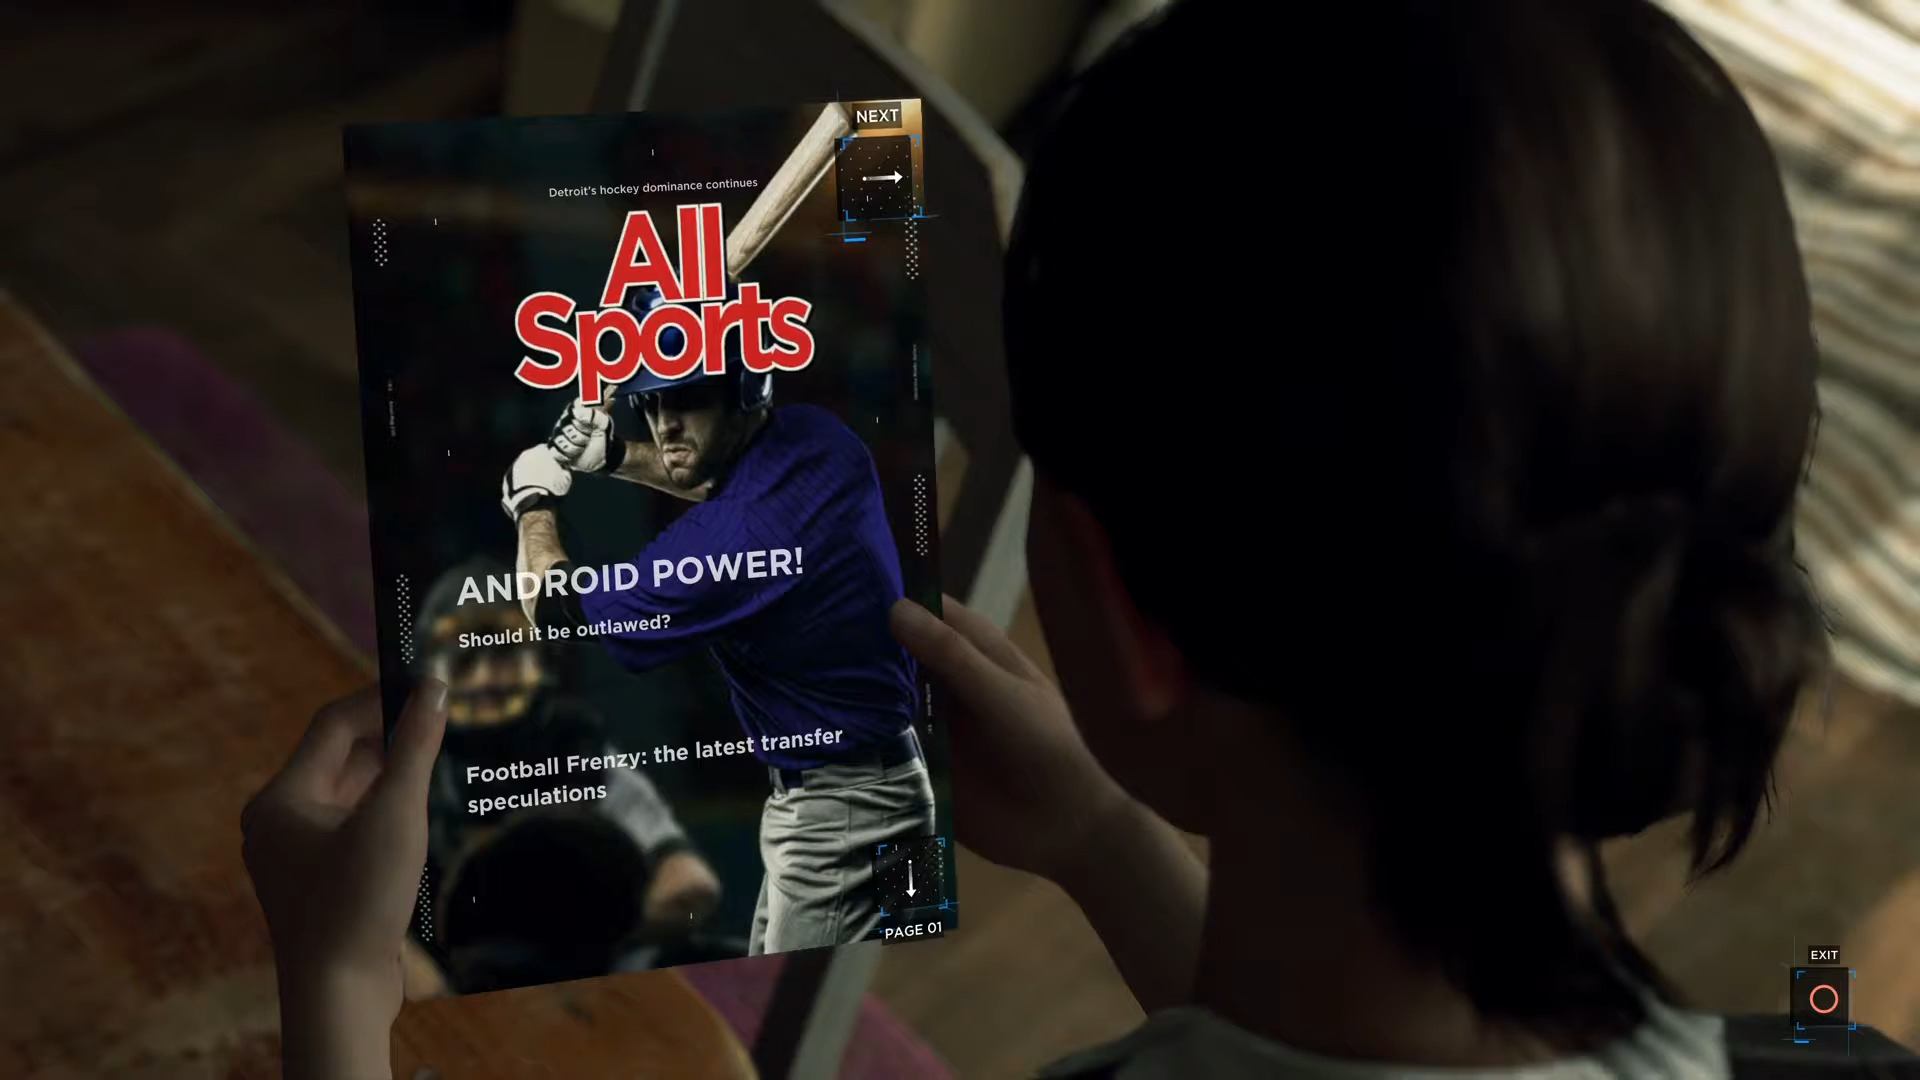 NEXT
Detroit's hockey dominance continues
All
Sports
ANDROID POWER!
Should it be outlawed?
Football Frenzy: the latest transfer
speculations
PAGE 01
EXIT